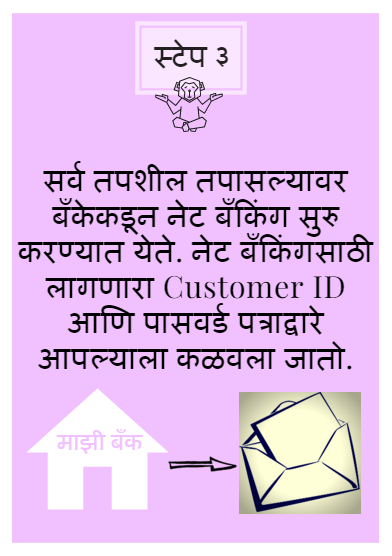 स्टेप ३
सर्व तपशील तपासल्यावर
बँकेकडून नेट बँकिंग सुरु
करण्यात येते. नेट बँकिंगसाठी
लागणारा Customer ID
आणि पासवर्ड पत्राद्वारे
आपल्याला कळवला जातो.
माझी बँक